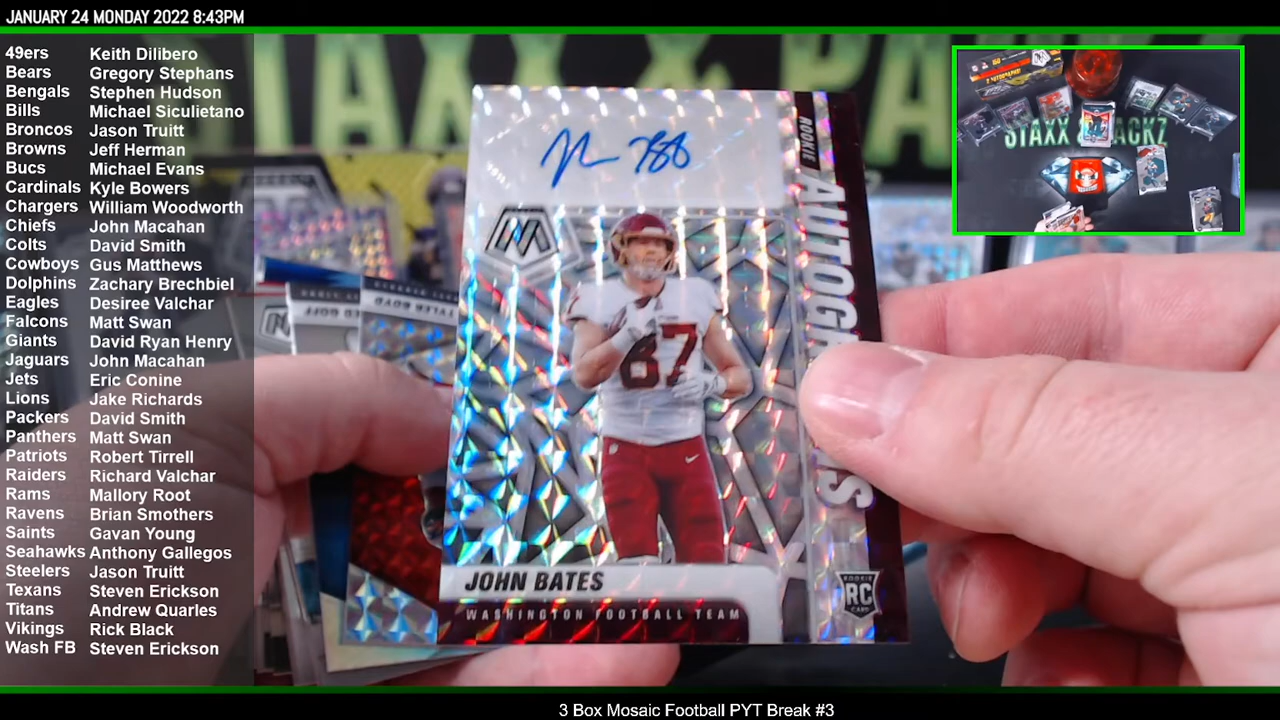 JANUARY 24 MONDAY 2022 8:43PM
49ers Keith Dilibero
Bears Gregory Stephans
Bengals Stephen Hudson
Bills Michael Siculietano
Broncos Jason Truitt
Browns Jeff Herman
Bucs Michael Evans
Cardinals Kyle Bowers
Chargers William Woodworth
Chiefs John Macahan
Colts David Smith
Cowboys Gus Matthews
Dolphins Zachary Brechbiel
Eagles Desiree Valchar
Falcons Matt Swan
Giants David Ryan Henry
Jaguars John Macahan
Jets Eric Conine
Lions Jake Richards
Packers David Smith
Panthers Matt Swan
Patriots Robert Tirrell
Raiders Richard Valchar
Rams Mallory Root
Ravens Brian Smothers
Saints Gavan Young
Seahawks Anthony Gallegos
Steelers Jason Truitt
Texans Steven Erickson
Titans Andrew Quarles
Vikings Rick Black
Wash FB Steven Erickson
STAXX &
STAXX & PACKZ
TYLER BOYD
ROOKIE
M
87
JOHN BATES
WASHINGTON FOOTBALL TEAM
ROOKIE
RC
CARD
3 Box Mosaic Football PYT Break #3